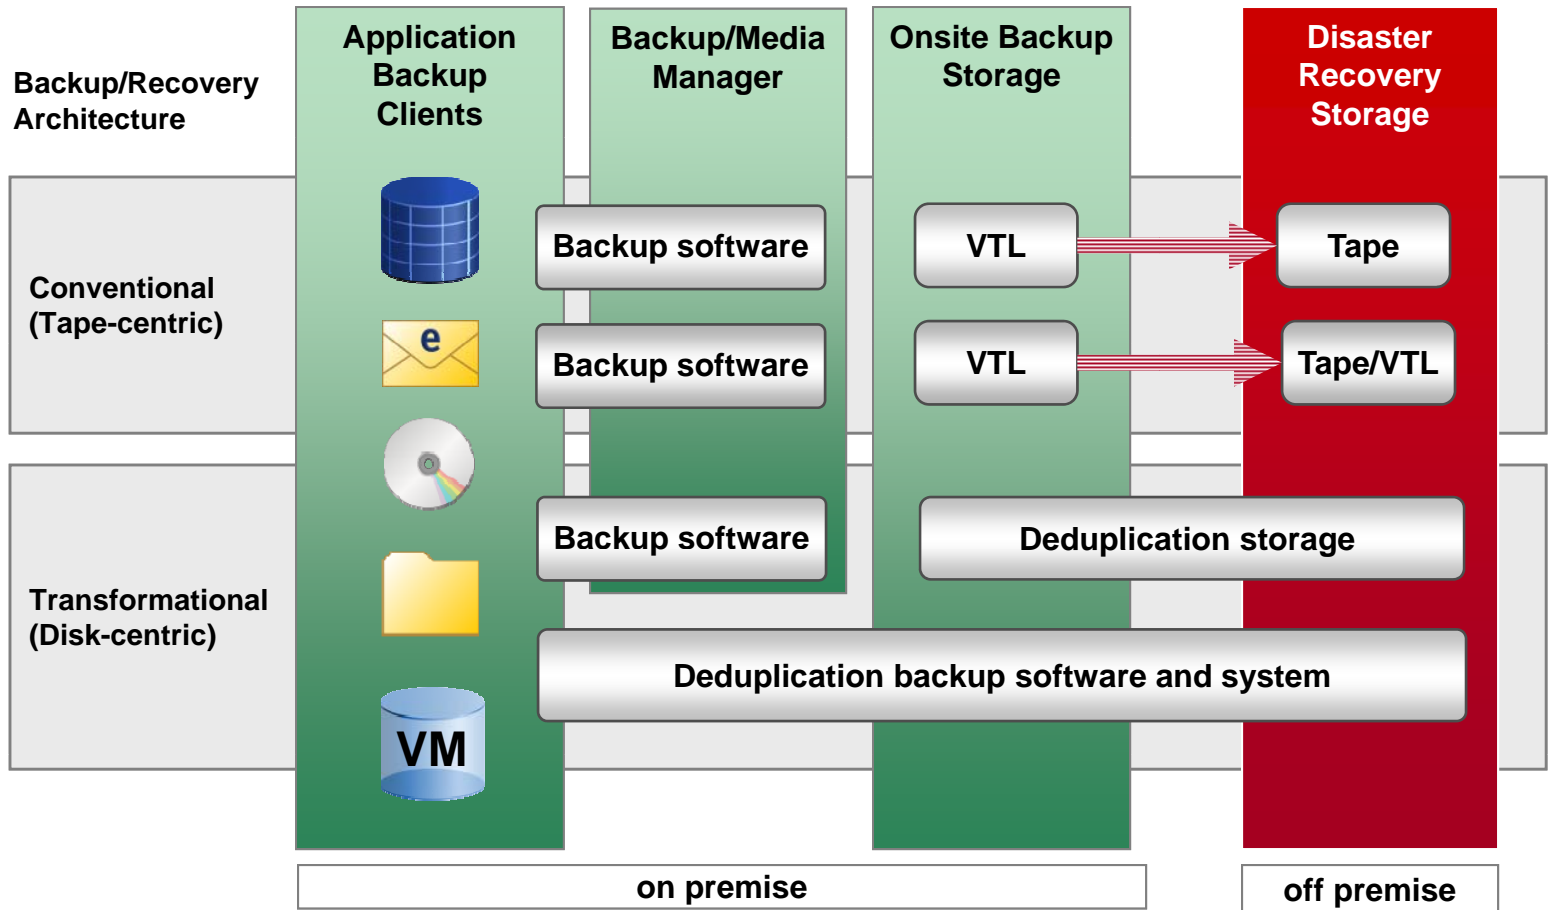 Backup/Recovery
Architecture
Application
Backup
Clients
Backup/Media
Manager
Onsite Backup
Storage
Disaster
Recovery
Storage
Conventional
(Tape-centric)
Backup software
VTL
Tape
e
Backup software
VTL
Tape/VTL
Transformational
(Disk-centric)
Backup software
Deduplication storage
Deduplication backup software and system
VM
on premise
off premise